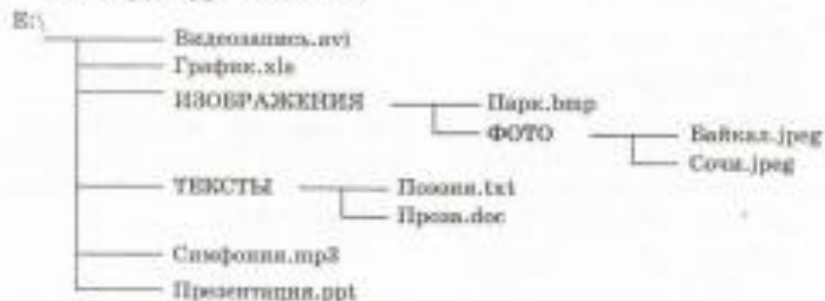 E:\
Видеозапись.avi
График.xls
ИЗОБРАЖЕНИЯ Парк.bmp
ФОТО Байкал.jpeg
Сочи.jpeg
ТЕКСТЫ Поэзия.txt
Проза.doc
Симфония.mp3
Презентация.ppt